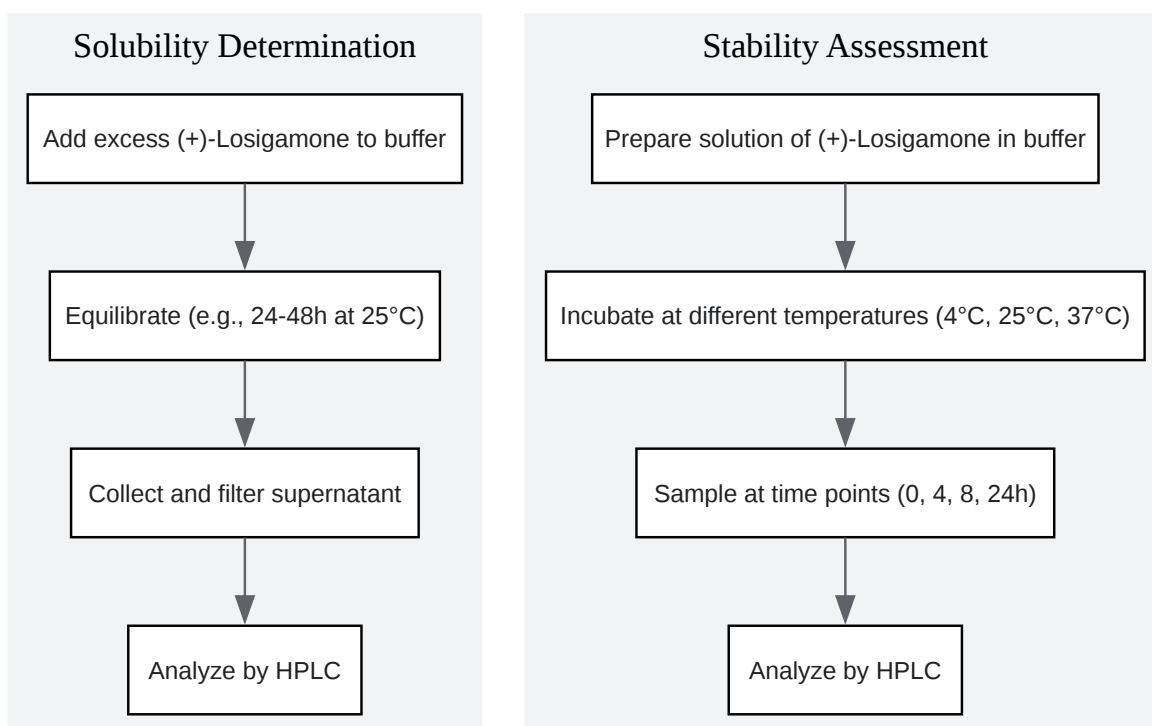 Solubility Determination
Add excess (+)-Losigamone to buffer
Equilibrate (e.g., 24-48h at 25°C)
Collect and filter supernatant
Analyze by HPLC
Stability Assessment
Prepare solution of (+)-Losigamone in buffer
Incubate at different temperatures (4°C, 25°C, 37°C)
Sample at time points (0, 4, 8, 24h)
Analyze by HPLC